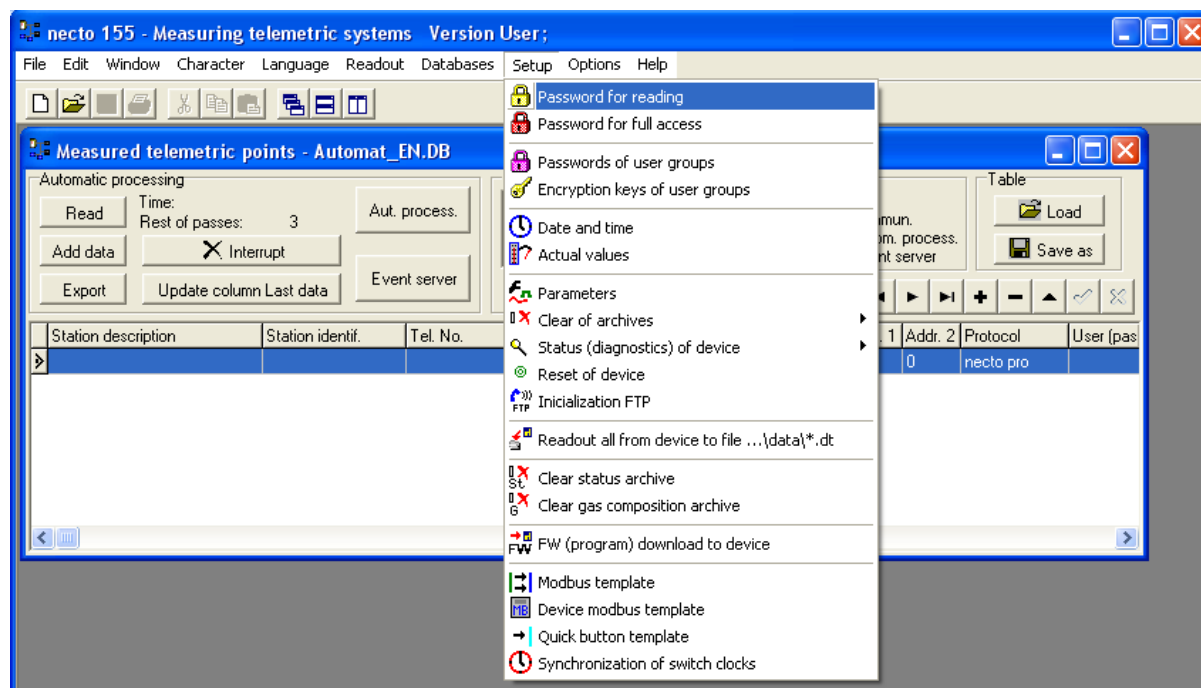 necto 155 - Measuring telemetric systems Version User;
File Edit Window Character Language Readout Databases Setup Options Help
Measured telemetric points - Automat_EN.DB
Automatic processing
Read
Time:
Rest of passes: 3
Aut. process.
Add data
Interrupt
Event server
Export
Update column Last data
Station description
Station identif.
Tel. No.
Password for reading
Password for full access
Passwords of user groups
Encryption keys of user groups
Date and time
Actual values
Parameters
Clear of archives
Status (diagnostics) of device
Reset of device
FTP Inicialization FTP
Readout all from device to file ...\data\*.dt
St Clear status archive
G Clear gas composition archive
FW FW (program) download to device
Modbus template
MB Device modbus template
Quick button template
Synchronization of switch clocks
mun.
om. process.
nt server
Table
Load
Save as
1
Addr. 2
Protocol
User (pas
0
necto pro